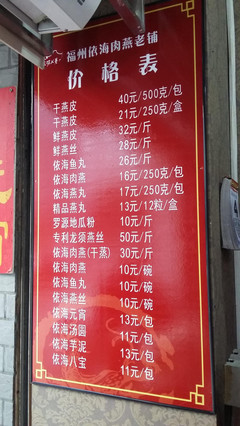 福州依海肉燕老铺
价格表
干燕皮 40元/500克/包
干燕皮 21元/250克/盒
鲜燕皮 32元/斤
鲜燕丝 28元/斤
依海鱼丸 26元/斤
依海肉燕 16元/250克/包
依海燕丸 17元/250克/包
精品燕丸 13元/12粒/盒
罗源地瓜粉 10元/斤
专利龙须燕丝 50元/斤
依海肉燕(干蒸) 30元/斤
依海肉燕 10元/碗
依海鱼丸 10元/碗
依海燕丝 10元/碗
依海元宵 13元/包
依海汤圆 11元/包
依海芋泥 13元/包
依海八宝 11元/包